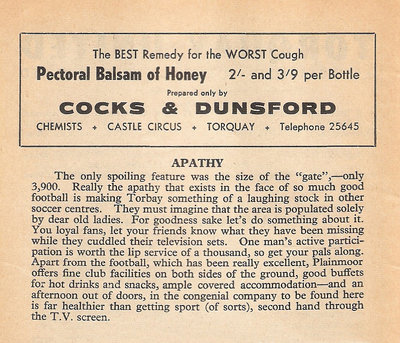 The BEST Remedy for the WORST Cough
Pectoral Balsam of Honey 2/- and 3/9 per Bottle
Prepared only by
COCKS & DUNSFORD
CHEMISTS + CASTLE CIRCUS + TORQUAY + Telephone 25645
APATHY
The only spoiling feature was the size of the "gate",—only
3,900. Really the apathy that exists in the face of so much good
football is making Torbay something of a laughing stock in other
soccer centres. They must imagine that the area is populated solely
by dear old ladies. For goodness sake let's do something about it.
You loyal fans, let your friends know what they have been missing
while they cuddled their television sets. One man's active partici-
pation is worth the lip service of a thousand, so get your pals along.
Apart from the football, which has been really excellent, Plainmoor
offers fine club facilities on both sides of the ground, good buffets
for hot drinks and snacks, ample covered accommodation—and an
afternoon out of doors, in the congenial company to be found here
is far healthier than getting sport (of sorts), second hand through
the T.V. screen.